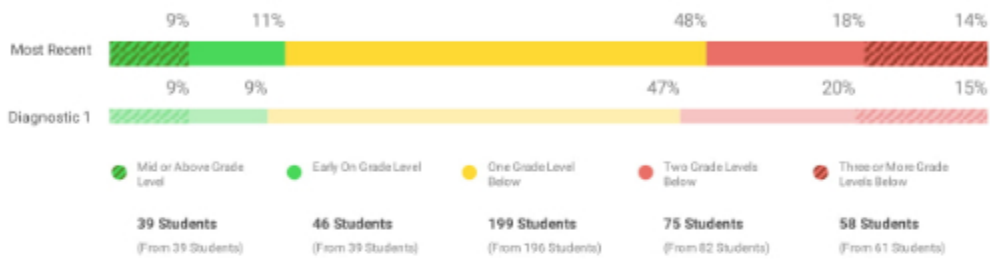 9% 11% 48% 18% 14%
Most Recent
9% 9% 47% 20% 15%
Diagnostic 1
Mid or Above Grade Level
Early On Grade Level
One Grade Level Below
Two Grade Levels Below
Three or More Grade Levels Below
39 Students 46 Students 199 Students 75 Students 58 Students
(From 39 Students) (From 39 Students) (From 196 Students) (From 82 Students) (From 61 Students)